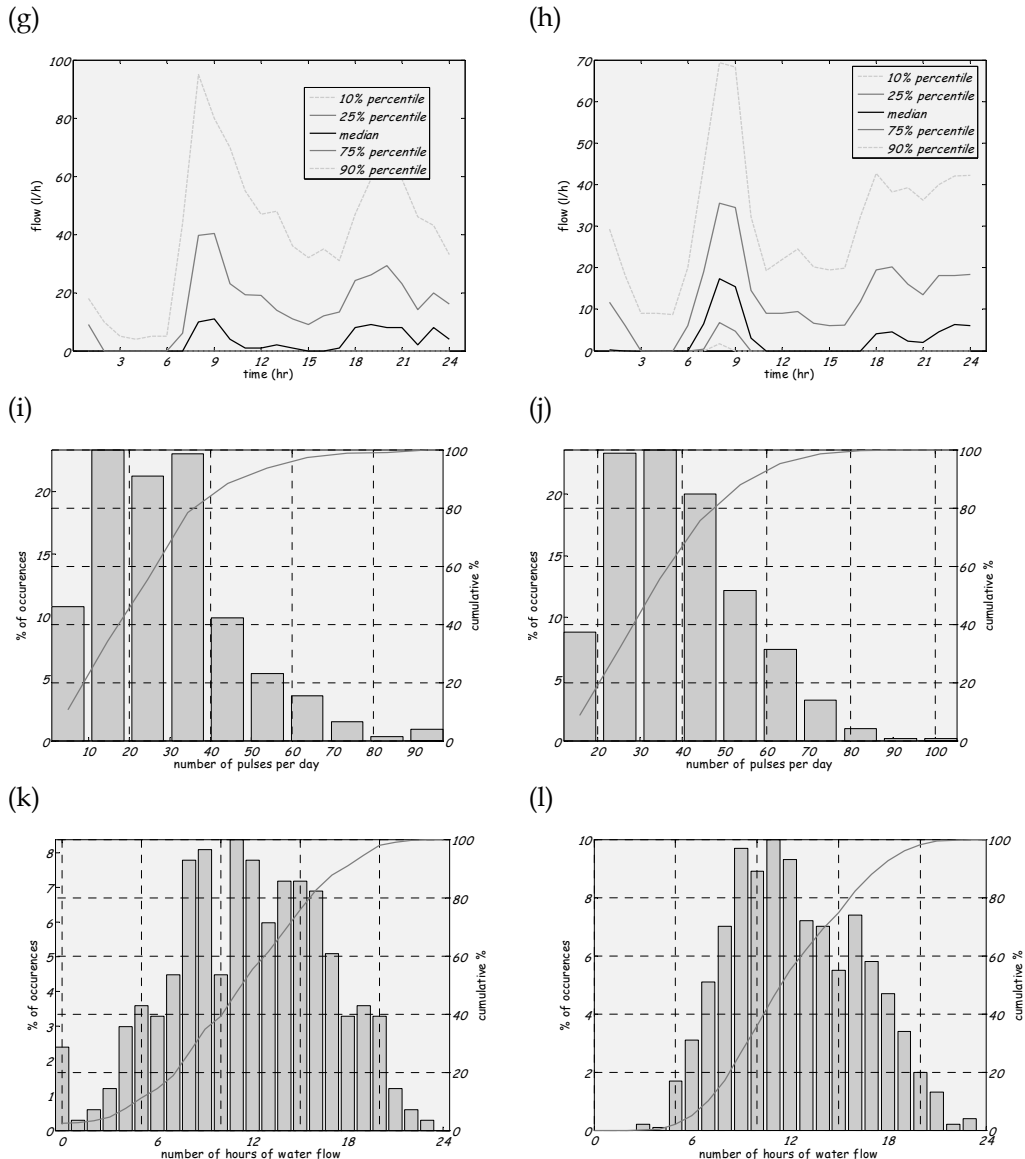 (g)
100
80
60
40
20
0
flow (l/h)
10% percentile
25% percentile
median
75% percentile
90% percentile
3 6 9 12 15 18 21 24
time (hr)
(h)
70
60
50
40
30
20
10
0
flow (l/h)
10% percentile
25% percentile
median
75% percentile
90% percentile
3 6 9 12 15 18 21 24
time (hr)
(i)
20
15
10
5
0
% of occurences
100
80
60
40
20
0
cumulative %
10 20 30 40 50 60 70 80 90
number of pulses per day
(j)
20
15
10
5
0
% of occurences
100
80
60
40
20
0
cumulative %
20 30 40 50 60 70 80 90 100
number of pulses per day
(k)
8
7
6
5
4
3
2
1
0
% of occurences
100
80
60
40
20
0
cumulative %
0 6 12 18 24
number of hours of water flow
(l)
10
8
6
4
2
0
% of occurences
100
80
60
40
20
0
cumulative %
0 6 12 18 24
number of hours of water flow